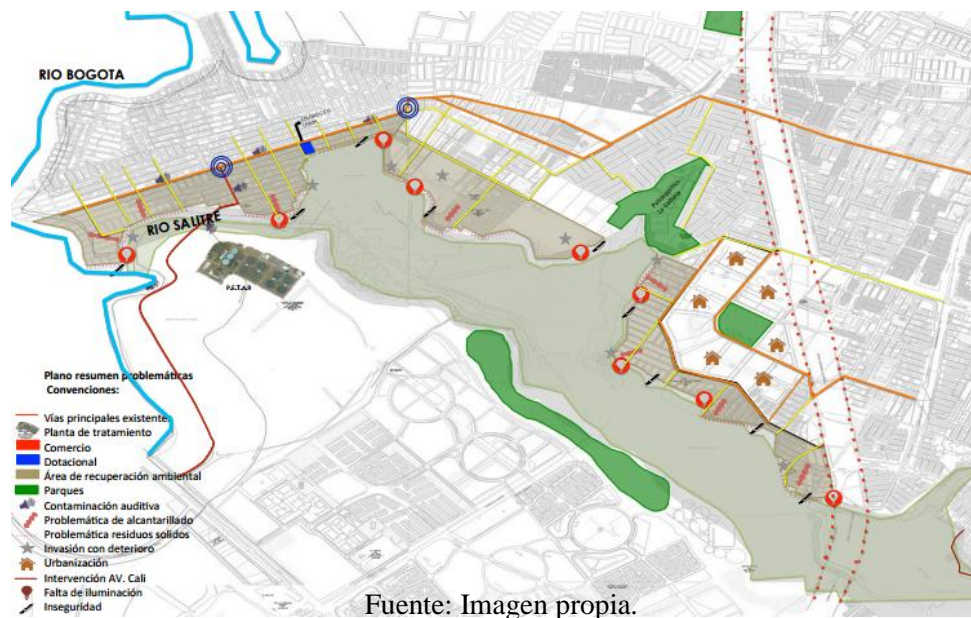 RIO BOGOTA
RIO SALITRE
P.E.T.A.R
Plano resumen problemáticas
Convenciones:
Vías principales existente
Planta de tratamiento
Comercio
Dotacional
Área de recuperación ambiental
Parques
Contaminación auditiva
Problemática de alcantarillado
Problemática residuos solidos
Invasión con deterioro
Urbanización
Intervención AV. Cali
Falta de iluminación
Inseguridad
Fuente: Imagen propia.